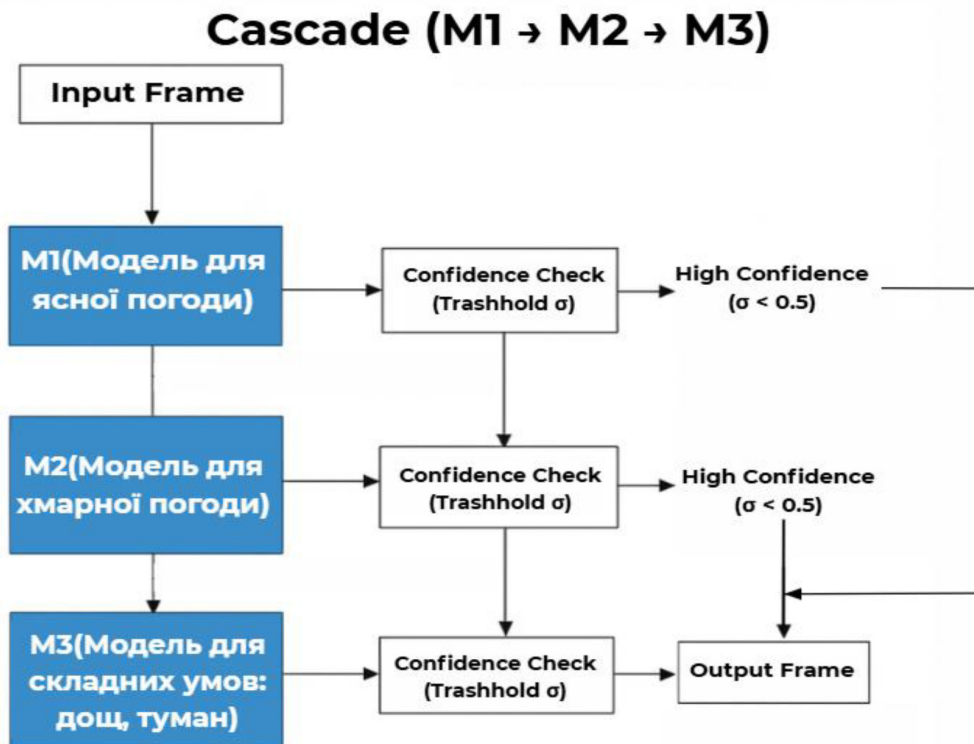 Cascade (M1 → M2 → M3)
Input Frame
M1(Модель для
ясної погоди)
Confidence Check
(Trashhold σ)
High Confidence
(σ < 0.5)
M2(Модель для
хмарної погоди)
Confidence Check
(Trashhold σ)
High Confidence
(σ < 0.5)
M3(Модель для
складних умов:
дощ, туман)
Confidence Check
(Trashhold σ)
Output Frame